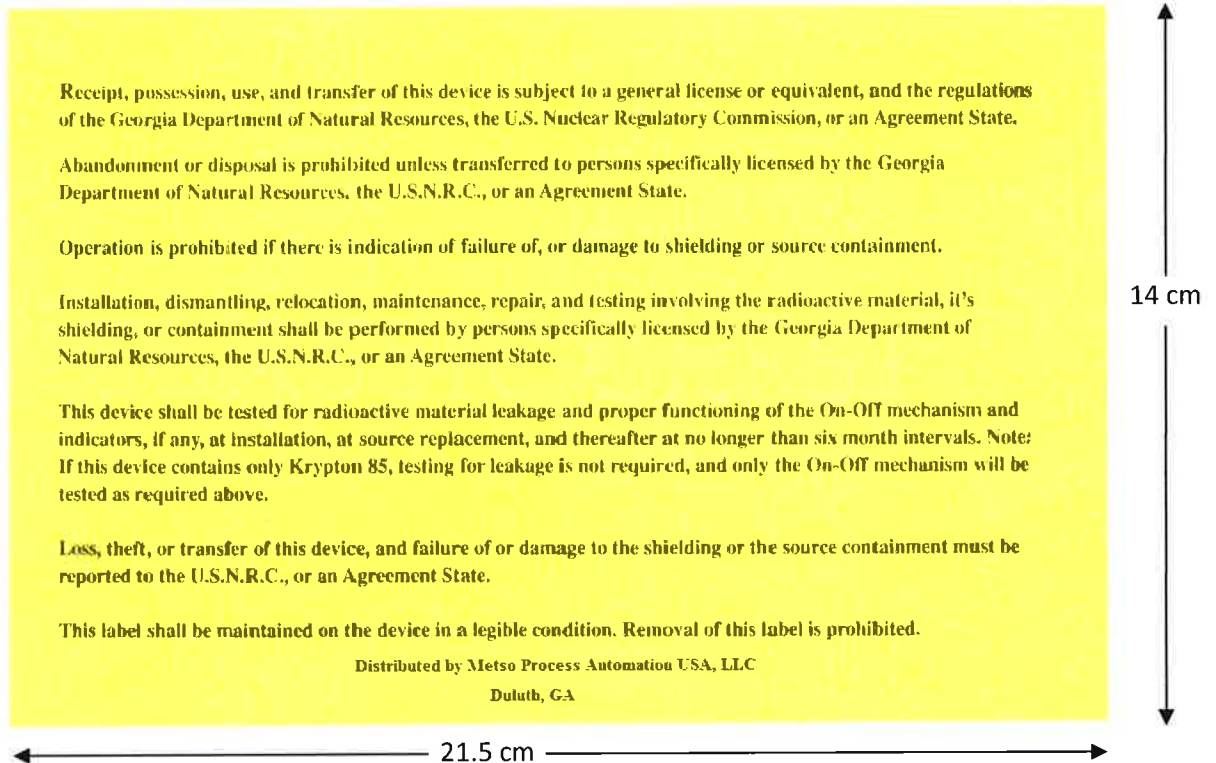 Receipt, possession, use, and transfer of this device is subject to a general license or equivalent, and the regulations
of the Georgia Department of Natural Resources, the U.S. Nuclear Regulatory Commission, or an Agreement State.
Abandonment or disposal is prohibited unless transferred to persons specifically licensed by the Georgia
Department of Natural Resources, the U.S.N.R.C., or an Agreement State.
Operation is prohibited if there is indication of failure of, or damage to shielding or source containment.
Installation, dismantling, relocation, maintenance, repair, and testing involving the radioactive material, it's
shielding, or containment shall be performed by persons specifically licensed by the Georgia Department of
Natural Resources, the U.S.N.R.C., or an Agreement State.
This device shall be tested for radioactive material leakage and proper functioning of the On-Off mechanism and
indicators, if any, at installation, at source replacement, and thereafter at no longer than six month intervals. Note:
If this device contains only Krypton 85, testing for leakage is not required, and only the On-Off mechanism will be
tested as required above.
Loss, theft, or transfer of this device, and failure of or damage to the shielding or the source containment must be
reported to the U.S.N.R.C., or an Agreement State.
This label shall be maintained on the device in a legible condition. Removal of this label is prohibited.
Distributed by Metso Process Automation USA, LLC
Duluth, GA
14 cm
21.5 cm